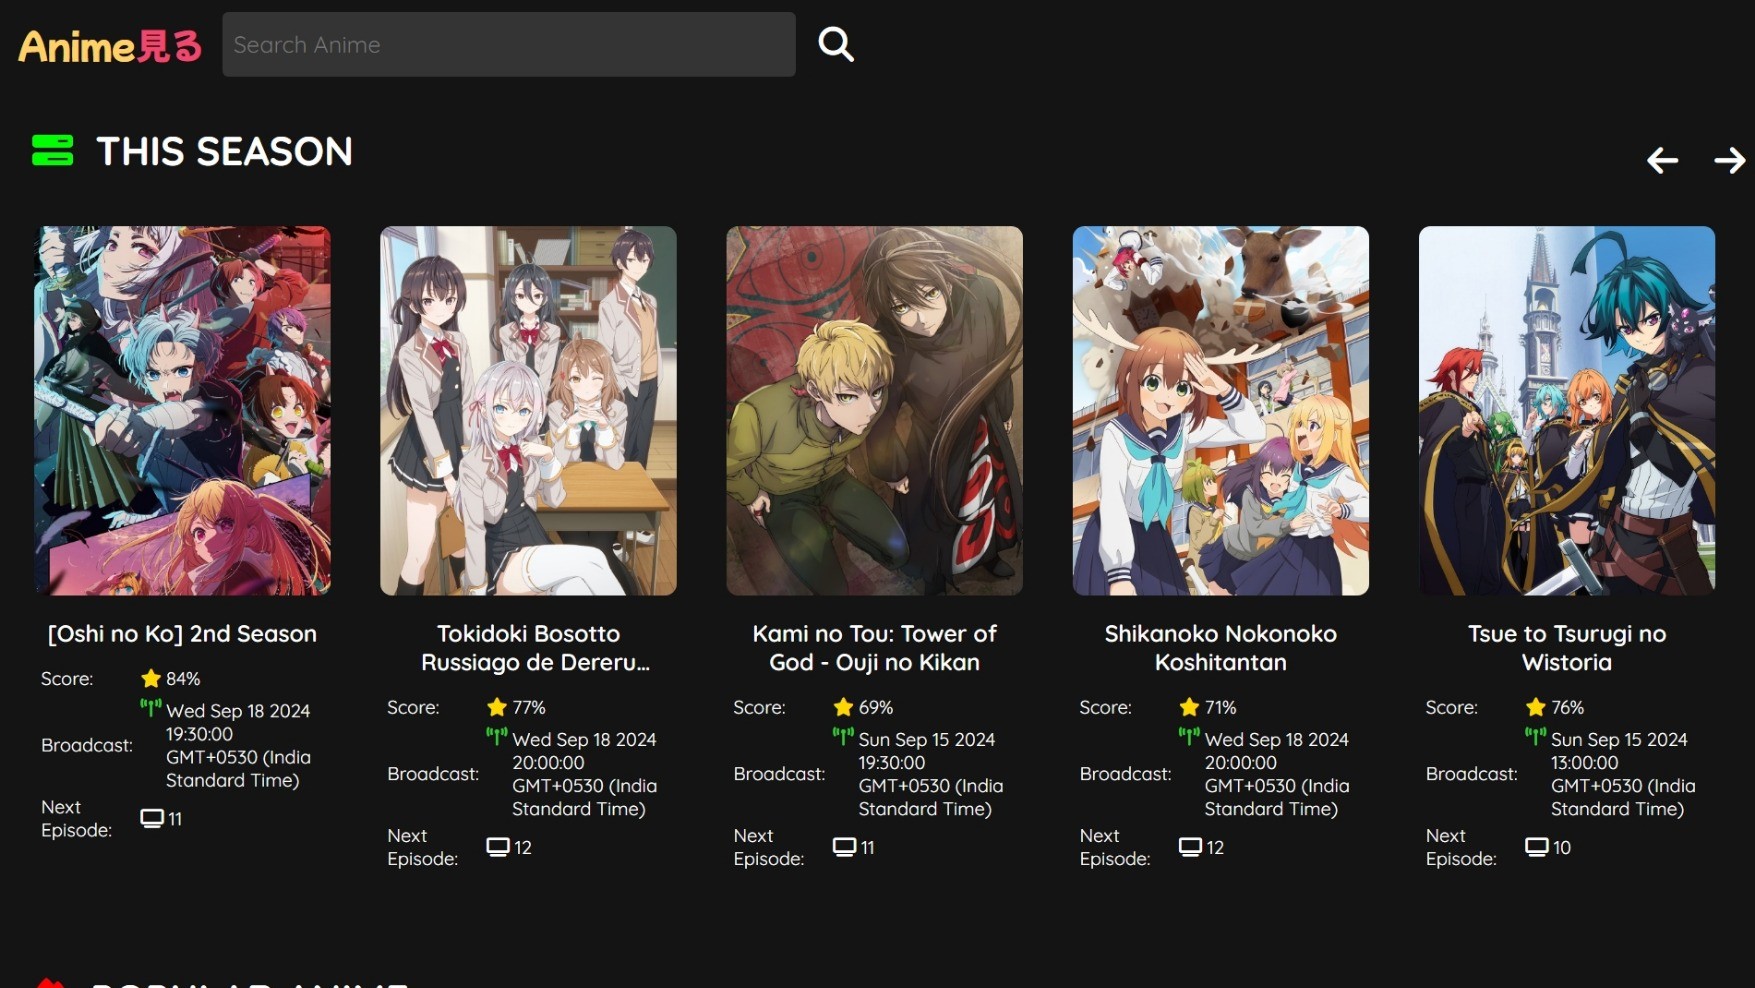 Anime見る
Search Anime
THIS SEASON
[Oshi no Ko] 2nd Season
Score: 84%
Broadcast: Wed Sep 18 2024
19:30:00
GMT+0530 (India
Standard Time)
Next
Episode: 11
Tokidoki Bosotto
Russiago de Dereru...
Score: 77%
Broadcast: Wed Sep 18 2024
20:00:00
GMT+0530 (India
Standard Time)
Next
Episode: 12
Kami no Tou: Tower of
God - Ouji no Kikan
Score: 69%
Broadcast: Sun Sep 15 2024
19:30:00
GMT+0530 (India
Standard Time)
Next
Episode: 11
Shikanoko Nokonoko
Koshitantan
Score: 71%
Broadcast: Wed Sep 18 2024
20:00:00
GMT+0530 (India
Standard Time)
Next
Episode: 12
Tsue to Tsurugi no
Wistoria
Score: 76%
Broadcast: Sun Sep 15 2024
13:00:00
GMT+0530 (India
Standard Time)
Next
Episode: 10
POPULAR ANIME